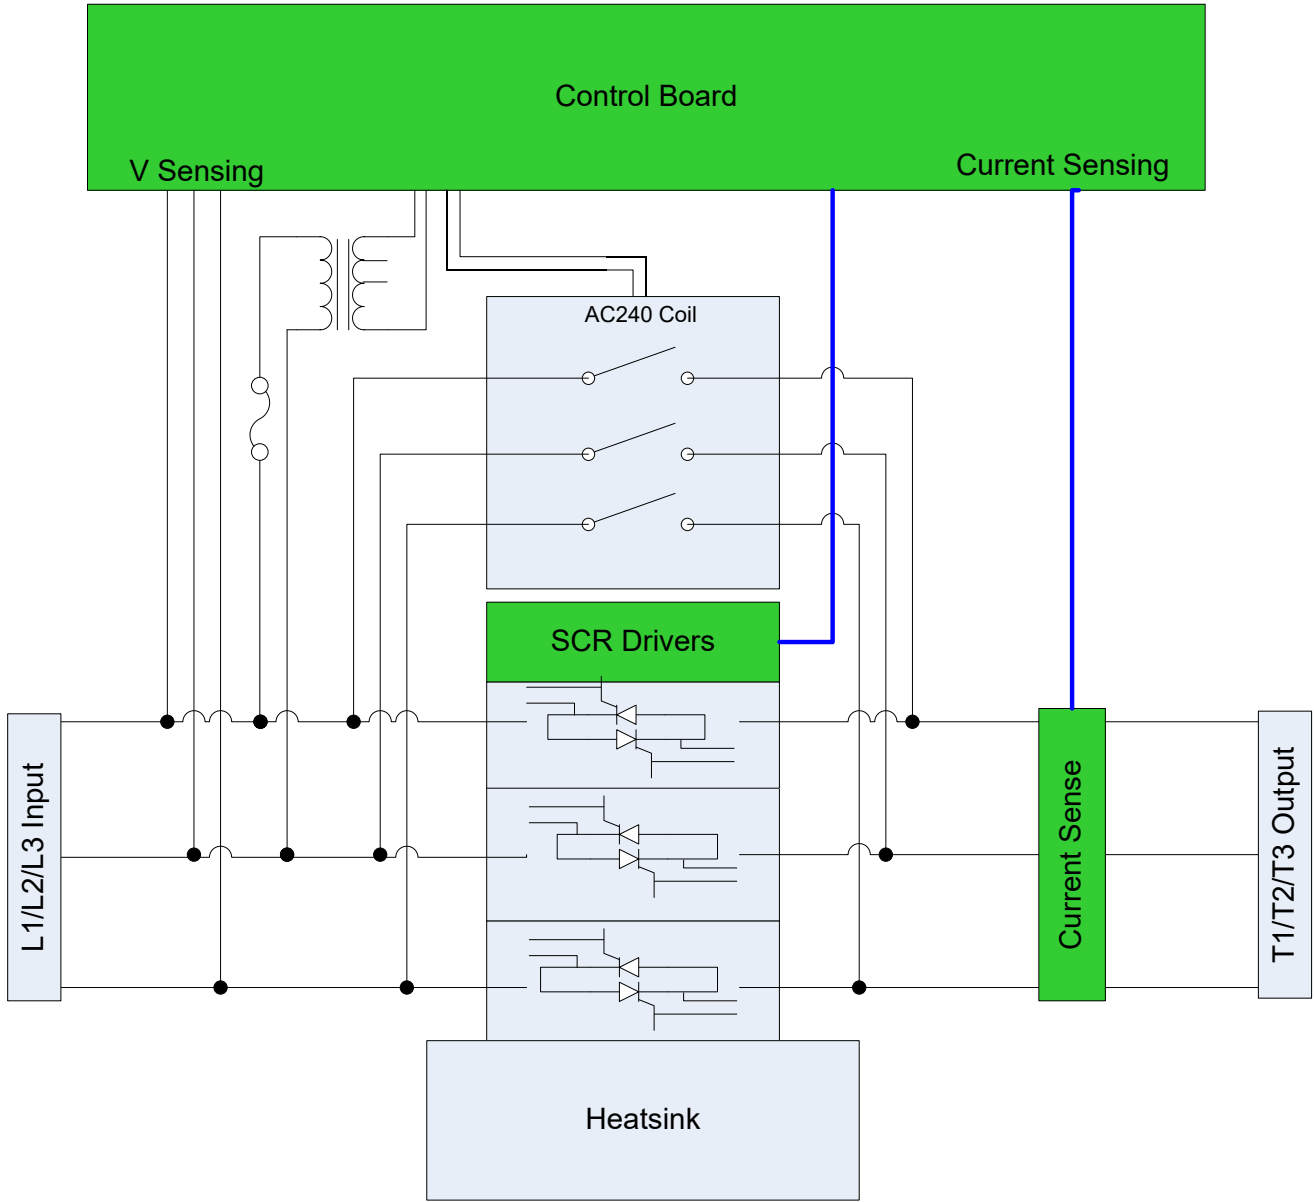 Control Board
V Sensing
Current Sensing
AC240 Coil
SCR Drivers
L1/L2/L3 Input
Current Sense
T1/T2/T3 Output
Heatsink